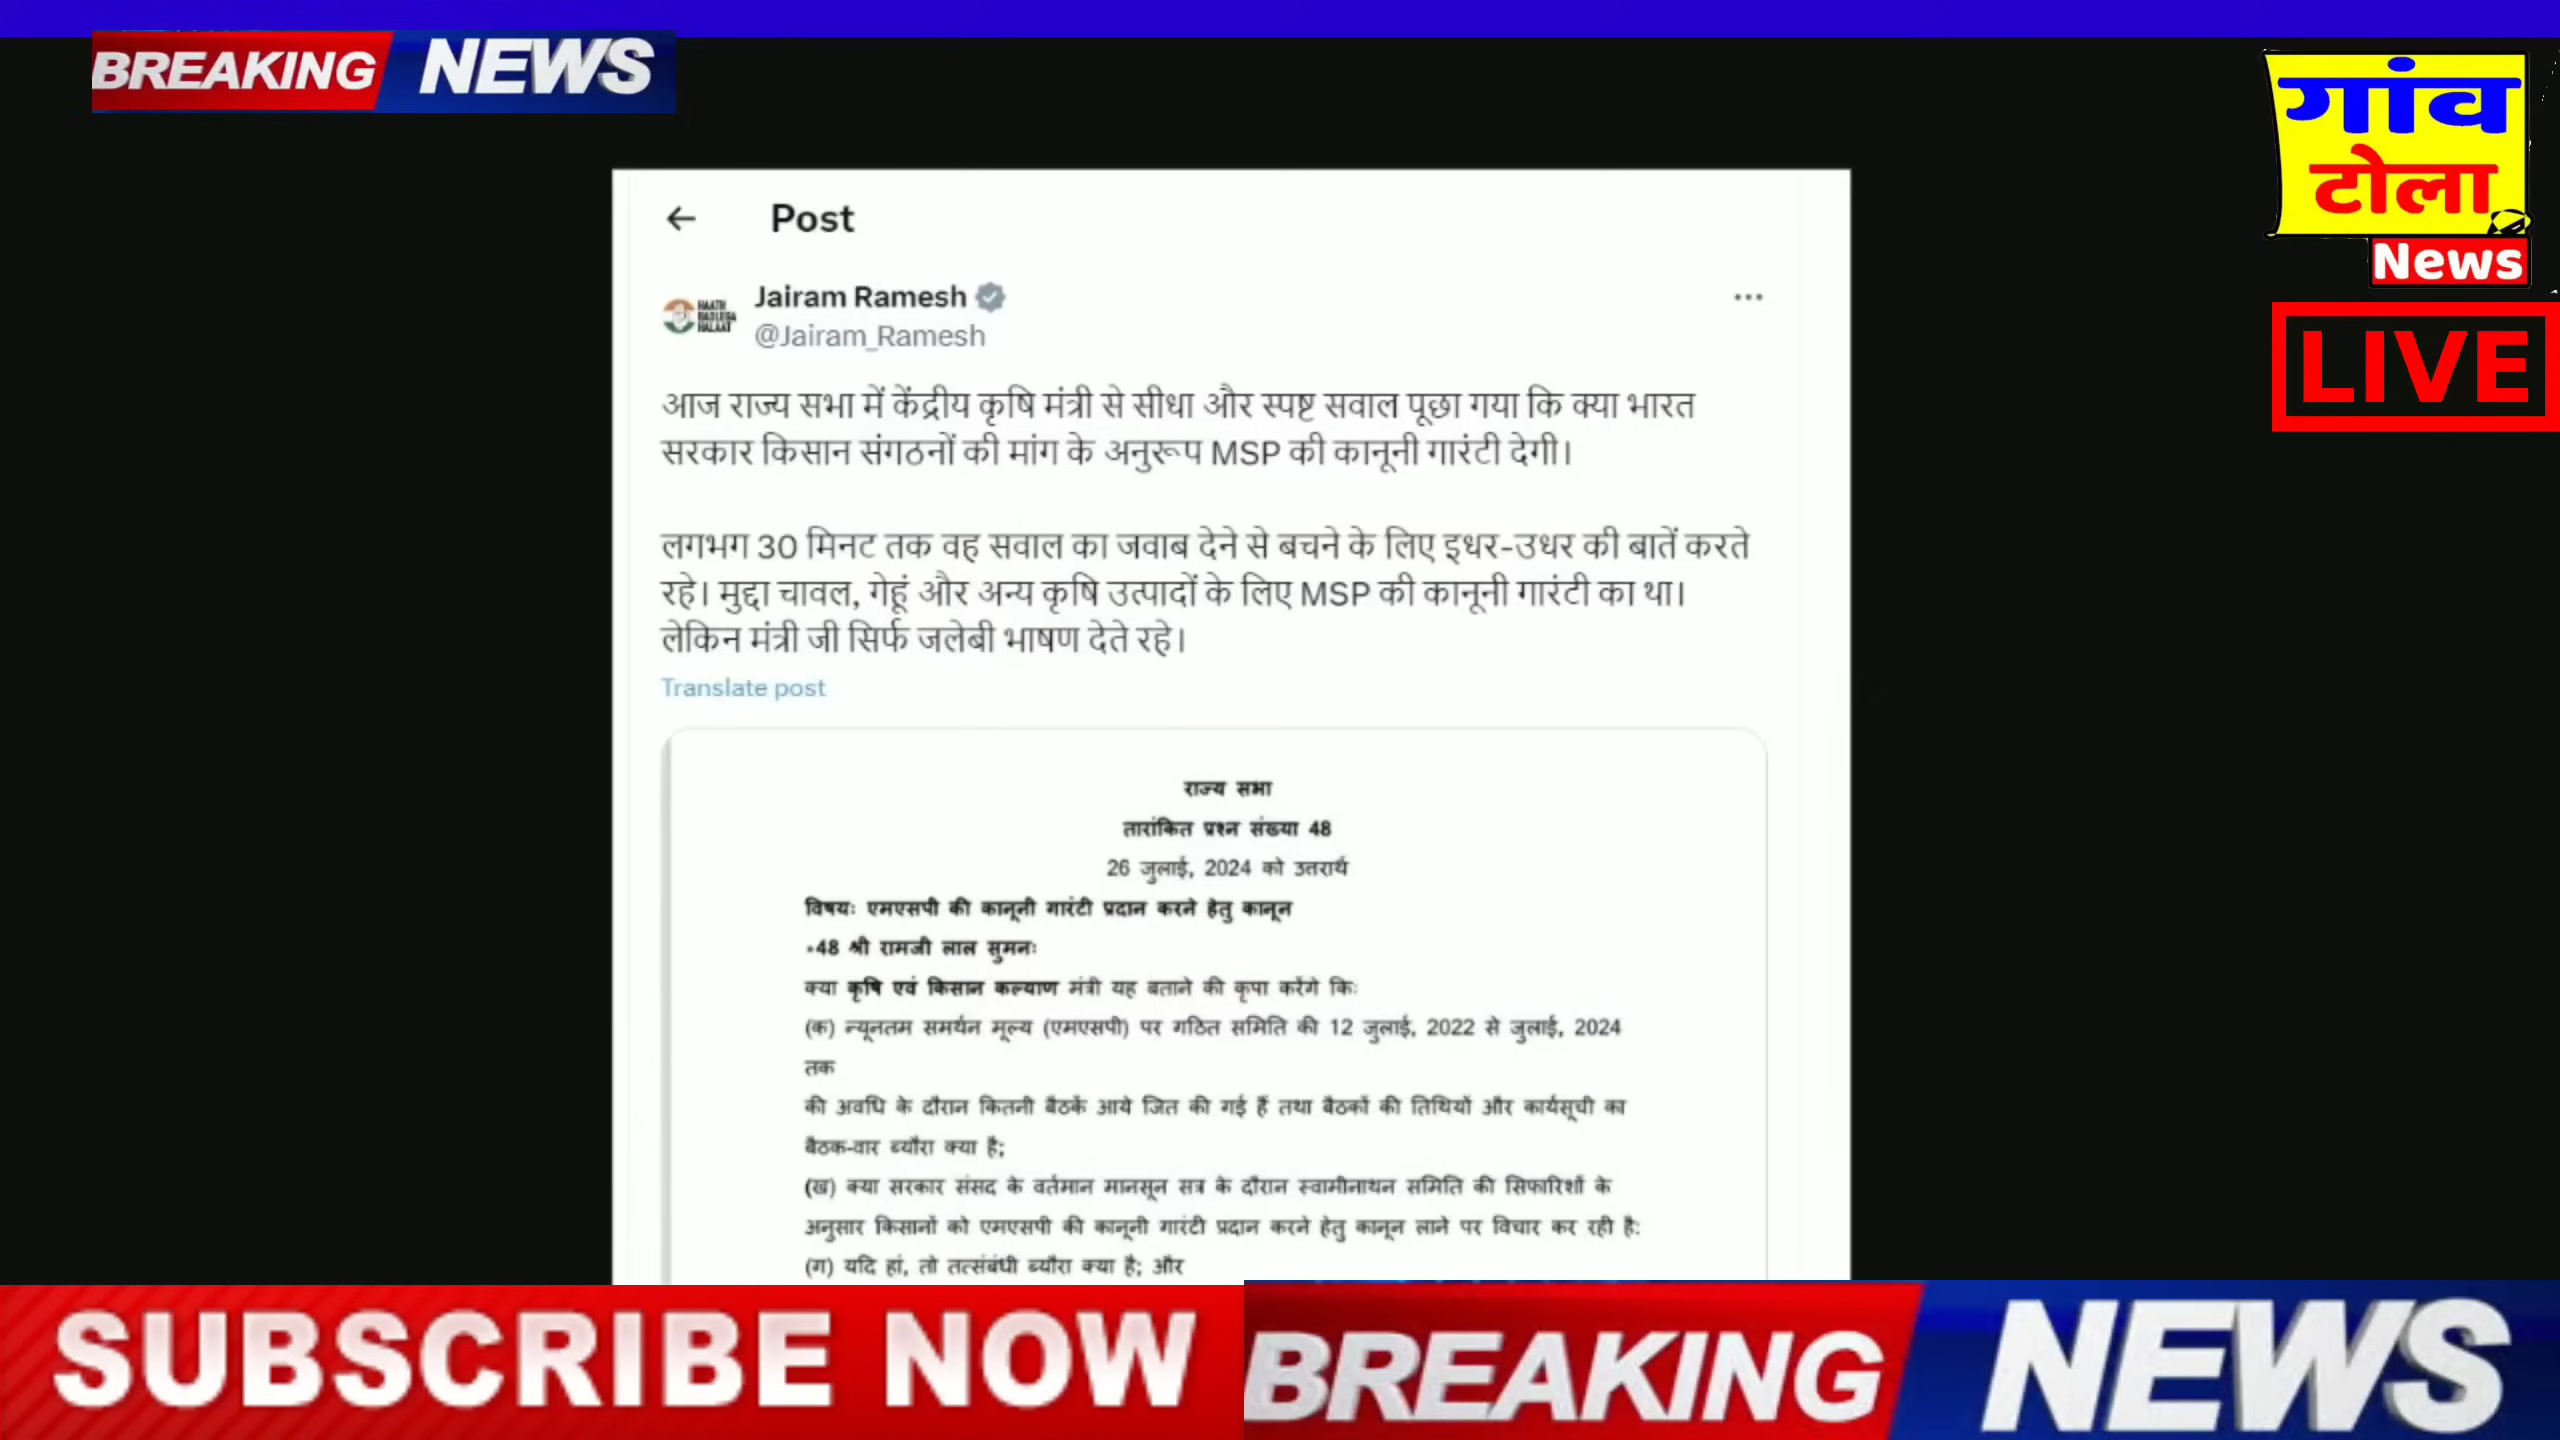 BREAKING NEWS
गांव
टोला
News
LIVE
Post
Jairam Ramesh
@Jairam_Ramesh
HAATH
BADLEGA
HALAAT
आज राज्य सभा में केंद्रीय कृषि मंत्री से सीधा और स्पष्ट सवाल पूछा गया कि क्या भारत
सरकार किसान संगठनों की मांग के अनुरूप MSP की कानूनी गारंटी देगी।
लगभग 30 मिनट तक वह सवाल का जवाब देने से बचने के लिए इधर-उधर की बातें करते
रहे। मुद्दा चावल, गेहूं और अन्य कृषि उत्पादों के लिए MSP की कानूनी गारंटी का था।
लेकिन मंत्री जी सिर्फ जलेबी भाषण देते रहे।
Translate post
राज्य सभा
तारांकित प्रश्न संख्या 48
26 जुलाई, 2024 को उत्तरार्थ
विषयः एमएसपी की कानूनी गारंटी प्रदान करने हेतु कानून
*48 श्री रामजी लाल सुमनः
क्या कृषि एवं किसान कल्याण मंत्री यह बताने की कृपा करेंगे किः
(क) न्यूनतम समर्थन मूल्य (एमएसपी) पर गठित समिति की 12 जुलाई, 2022 से जुलाई, 2024
तक
की अवधि के दौरान कितनी बैठकें आये जित की गई हैं तथा बैठकों की तिथियों और कार्यसूची का
बैठक-वार ब्यौरा क्या है;
(ख) क्या सरकार संसद के वर्तमान मानसून सत्र के दौरान स्वामीनाथन समिति की सिफारिशों के
अनुसार किसानों को एमएसपी की कानूनी गारंटी प्रदान करने हेतु कानून लाने पर विचार कर रही है:
(ग) यदि हां, तो तत्संबंधी ब्यौरा क्या है; और
SUBSCRIBE NOW
BREAKING NEWS